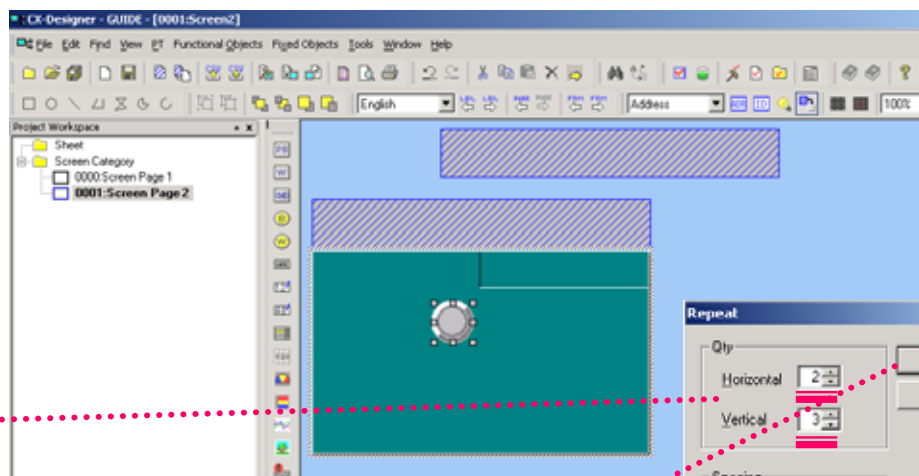 CX-Designer - GUIDE - [0001:Screen2]
File Edit Find View PT Functional Objects Fixed Objects Tools Window Help
English
Address
100%
Project Workspace
Sheet
Screen Category
0000:Screen Page 1
0001:Screen Page 2
Repeat
Qty
Horizontal 2
Vertical 3
Spacing